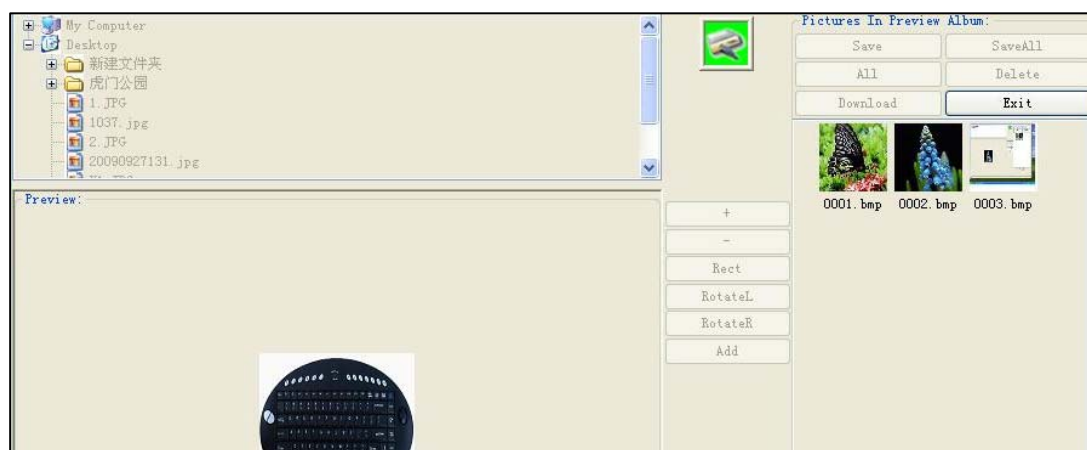 My Computer
Desktop
新建文件夹
虎门公园
1.JPG
1037.jpg
2.JPG
20090927131.jpg
Preview:
+
-
Rect
RotateL
RotateR
Add
Pictures In Preview Album:
Save
SaveAll
All
Delete
Download
Exit
0001.bmp
0002.bmp
0003.bmp